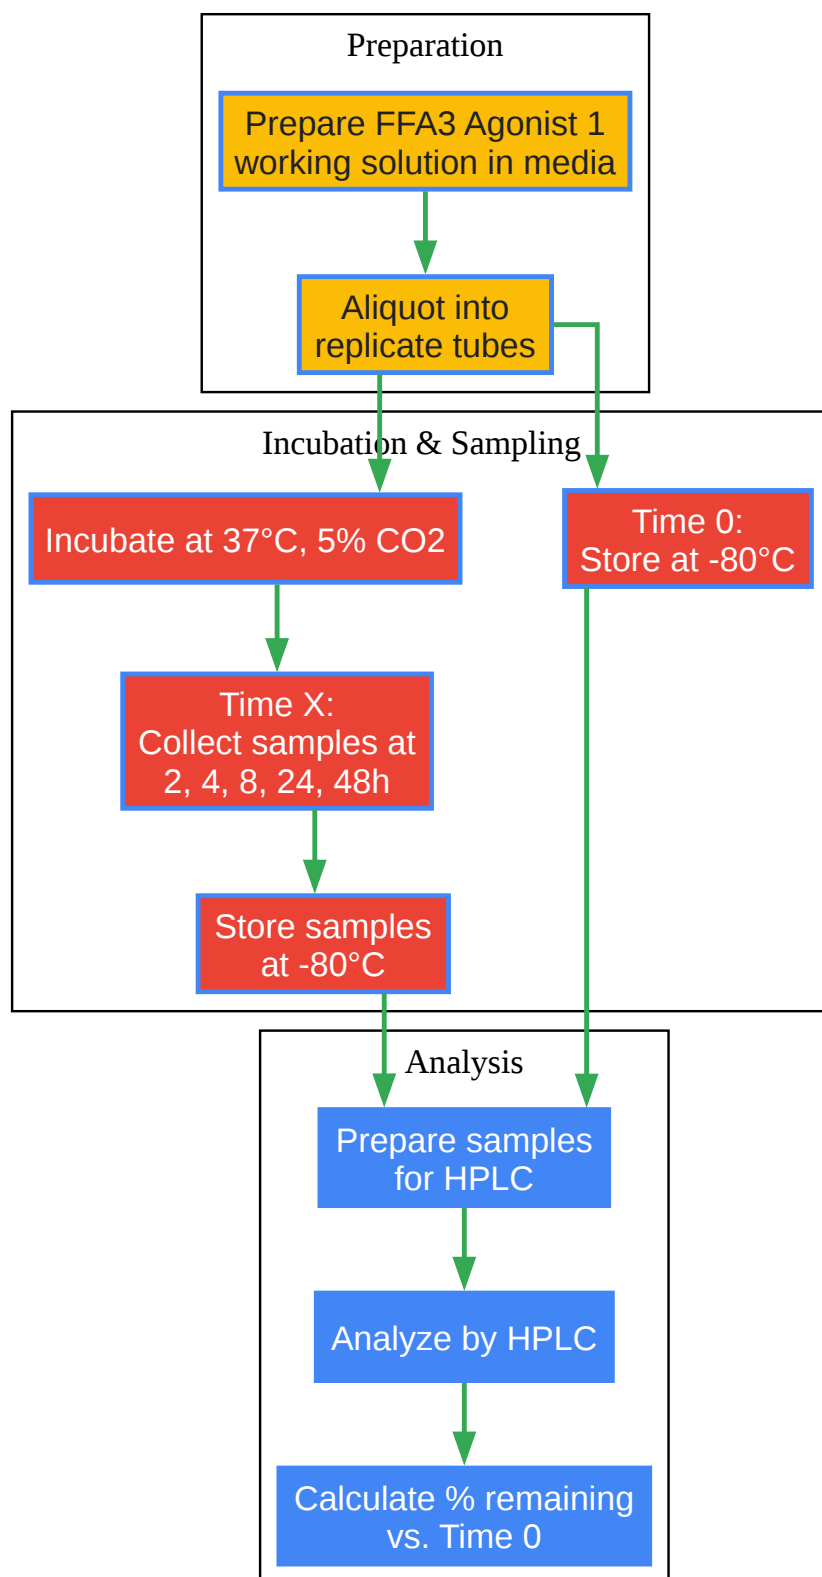 Preparation
Prepare FFA3 Agonist 1
working solution in media
Aliquot into
replicate tubes
Incubation & Sampling
Incubate at 37°C, 5% CO2
Time 0:
Store at -80°C
Time X:
Collect samples at
2, 4, 8, 24, 48h
Store samples
at -80°C
Analysis
Prepare samples
for HPLC
Analyze by HPLC
Calculate % remaining
vs. Time 0